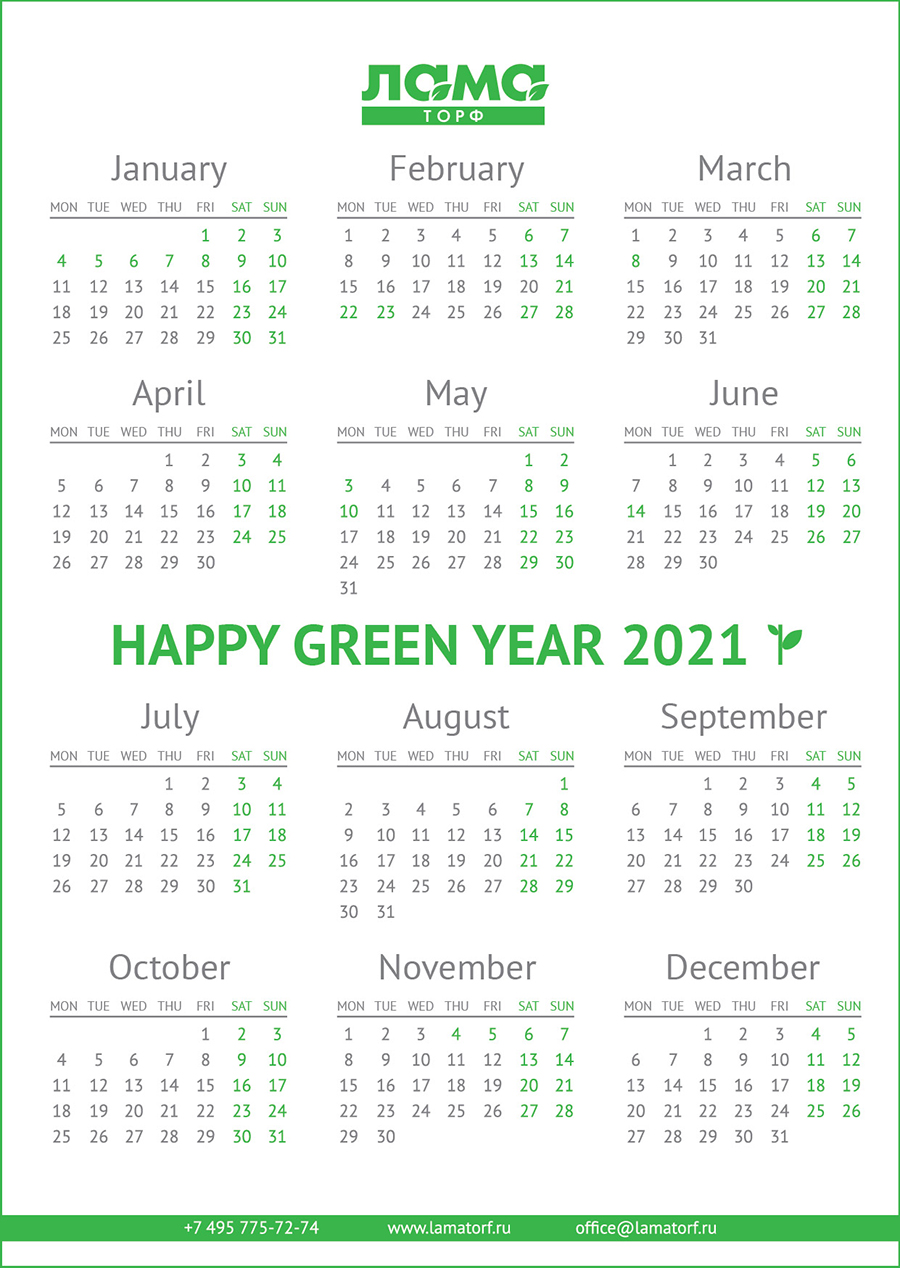 ЛАМА
ТОРФ
January February March
MON TUE WED THU FRI SAT SUN MON TUE WED THU FRI SAT SUN MON TUE WED THU FRI SAT SUN
1 2 3 1 2 3 4 5 6 7 1 2 3 4 5 6 7
4 5 6 7 8 9 10 8 9 10 11 12 13 14 8 9 10 11 12 13 14
11 12 13 14 15 16 17 15 16 17 18 19 20 21 15 16 17 18 19 20 21
18 19 20 21 22 23 24 22 23 24 25 26 27 28 22 23 24 25 26 27 28
25 26 27 28 29 30 31 29 30 31
April May June
MON TUE WED THU FRI SAT SUN MON TUE WED THU FRI SAT SUN MON TUE WED THU FRI SAT SUN
1 2 3 4 1 2 1 2 3 4 5 6
5 6 7 8 9 10 11 3 4 5 6 7 8 9 7 8 9 10 11 12 13
12 13 14 15 16 17 18 10 11 12 13 14 15 16 14 15 16 17 18 19 20
19 20 21 22 23 24 25 17 18 19 20 21 22 23 21 22 23 24 25 26 27
26 27 28 29 30 24 25 26 27 28 29 30 28 29 30
31
HAPPY GREEN YEAR 2021
July August September
MON TUE WED THU FRI SAT SUN MON TUE WED THU FRI SAT SUN MON TUE WED THU FRI SAT SUN
1 2 3 4 1 1 2 3 4 5
5 6 7 8 9 10 11 2 3 4 5 6 7 8 6 7 8 9 10 11 12
12 13 14 15 16 17 18 9 10 11 12 13 14 15 13 14 15 16 17 18 19
19 20 21 22 23 24 25 16 17 18 19 20 21 22 20 21 22 23 24 25 26
26 27 28 29 30 31 23 24 25 26 27 28 29 27 28 29 30
30 31
October November December
MON TUE WED THU FRI SAT SUN MON TUE WED THU FRI SAT SUN MON TUE WED THU FRI SAT SUN
1 2 3 1 2 3 4 5 6 7 1 2 3 4 5
4 5 6 7 8 9 10 8 9 10 11 12 13 14 6 7 8 9 10 11 12
11 12 13 14 15 16 17 15 16 17 18 19 20 21 13 14 15 16 17 18 19
18 19 20 21 22 23 24 22 23 24 25 26 27 28 20 21 22 23 24 25 26
25 26 27 28 29 30 31 29 30 27 28 29 30 31
+7 495 775-72-74 www.lamatorf.ru office@lamatorf.ru